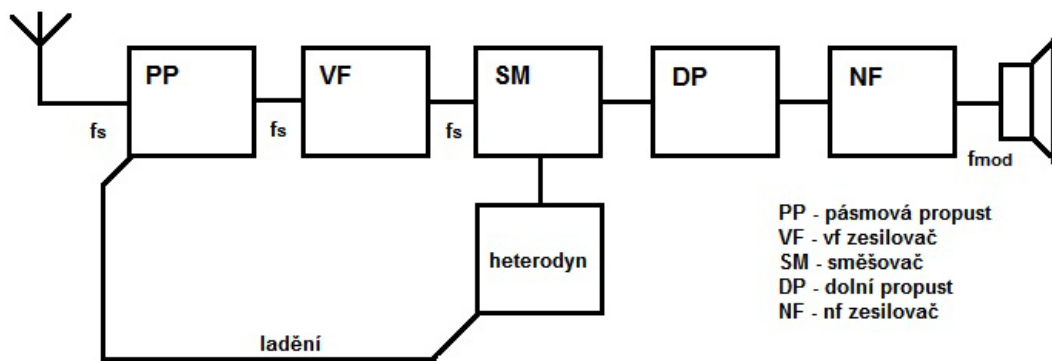 PP
VF
SM
DP
NF
fs
fs
fs
fmod
heterodyn
ladění
PP - pásmová propust
VF - vf zesilovač
SM - směšovač
DP - dolní propust
NF - nf zesilovač